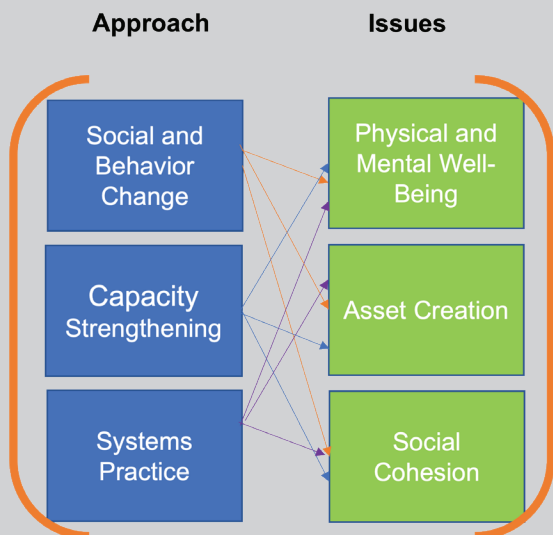 Approach
Issues
Social and
Behavior
Change
Physical and
Mental Well-
Being
Capacity
Strengthening
Asset Creation
Systems
Practice
Social
Cohesion